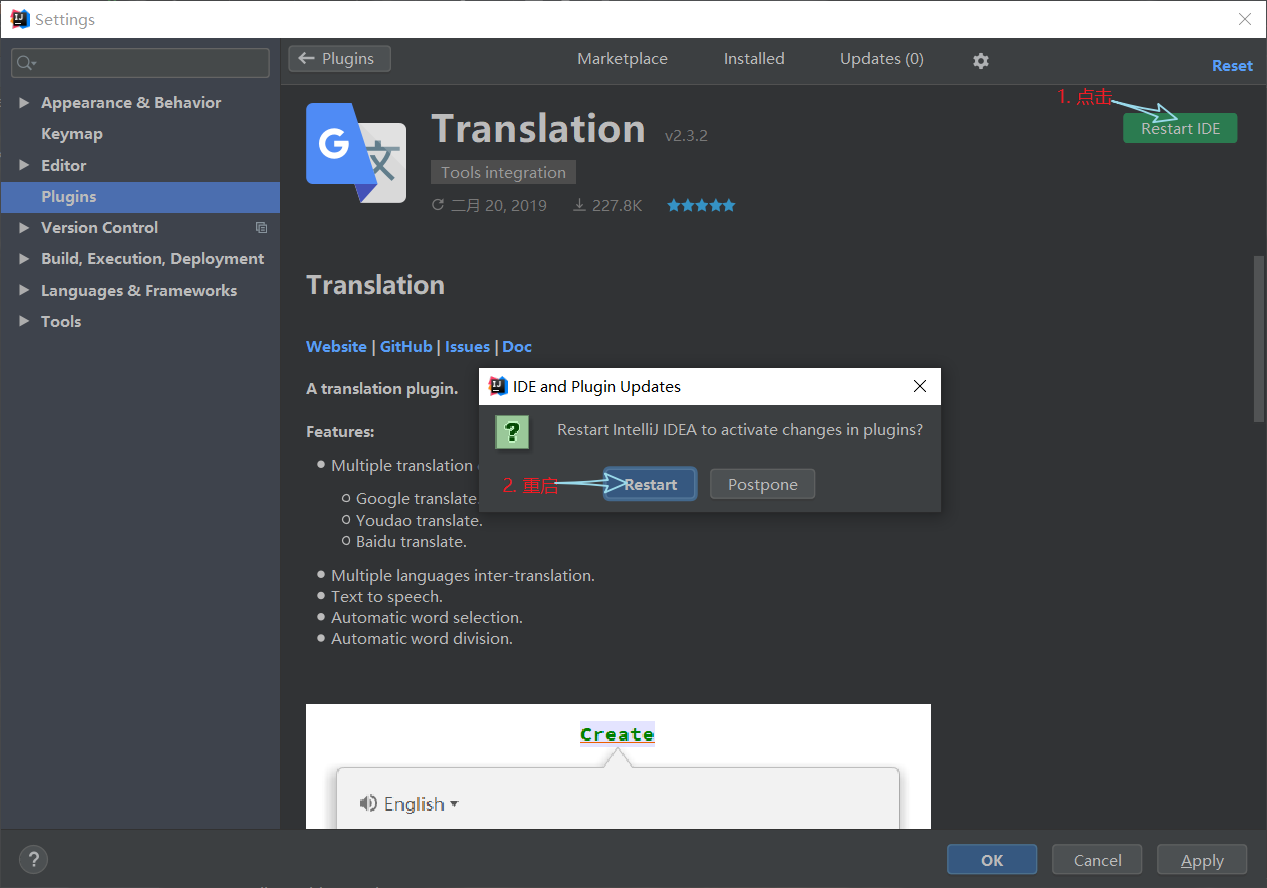 Settings
Plugins
Marketplace
Installed
Updates (0)
Reset
Appearance & Behavior
Keymap
Editor
Plugins
Version Control
Build, Execution, Deployment
Languages & Frameworks
Tools
1. 点击
Restart IDE
G 文
Translation v2.3.2
Tools integration
二月 20, 2019 227.8K
Translation
Website | GitHub | Issues | Doc
A translation plugin.
Features:
Multiple translation
Google translate.
Youdao translate.
Baidu translate.
Multiple languages inter-translation.
Text to speech.
Automatic word selection.
Automatic word division.
IDE and Plugin Updates
Restart IntelliJ IDEA to activate changes in plugins?
2. 重启
Restart
Postpone
Create
English
?
OK
Cancel
Apply